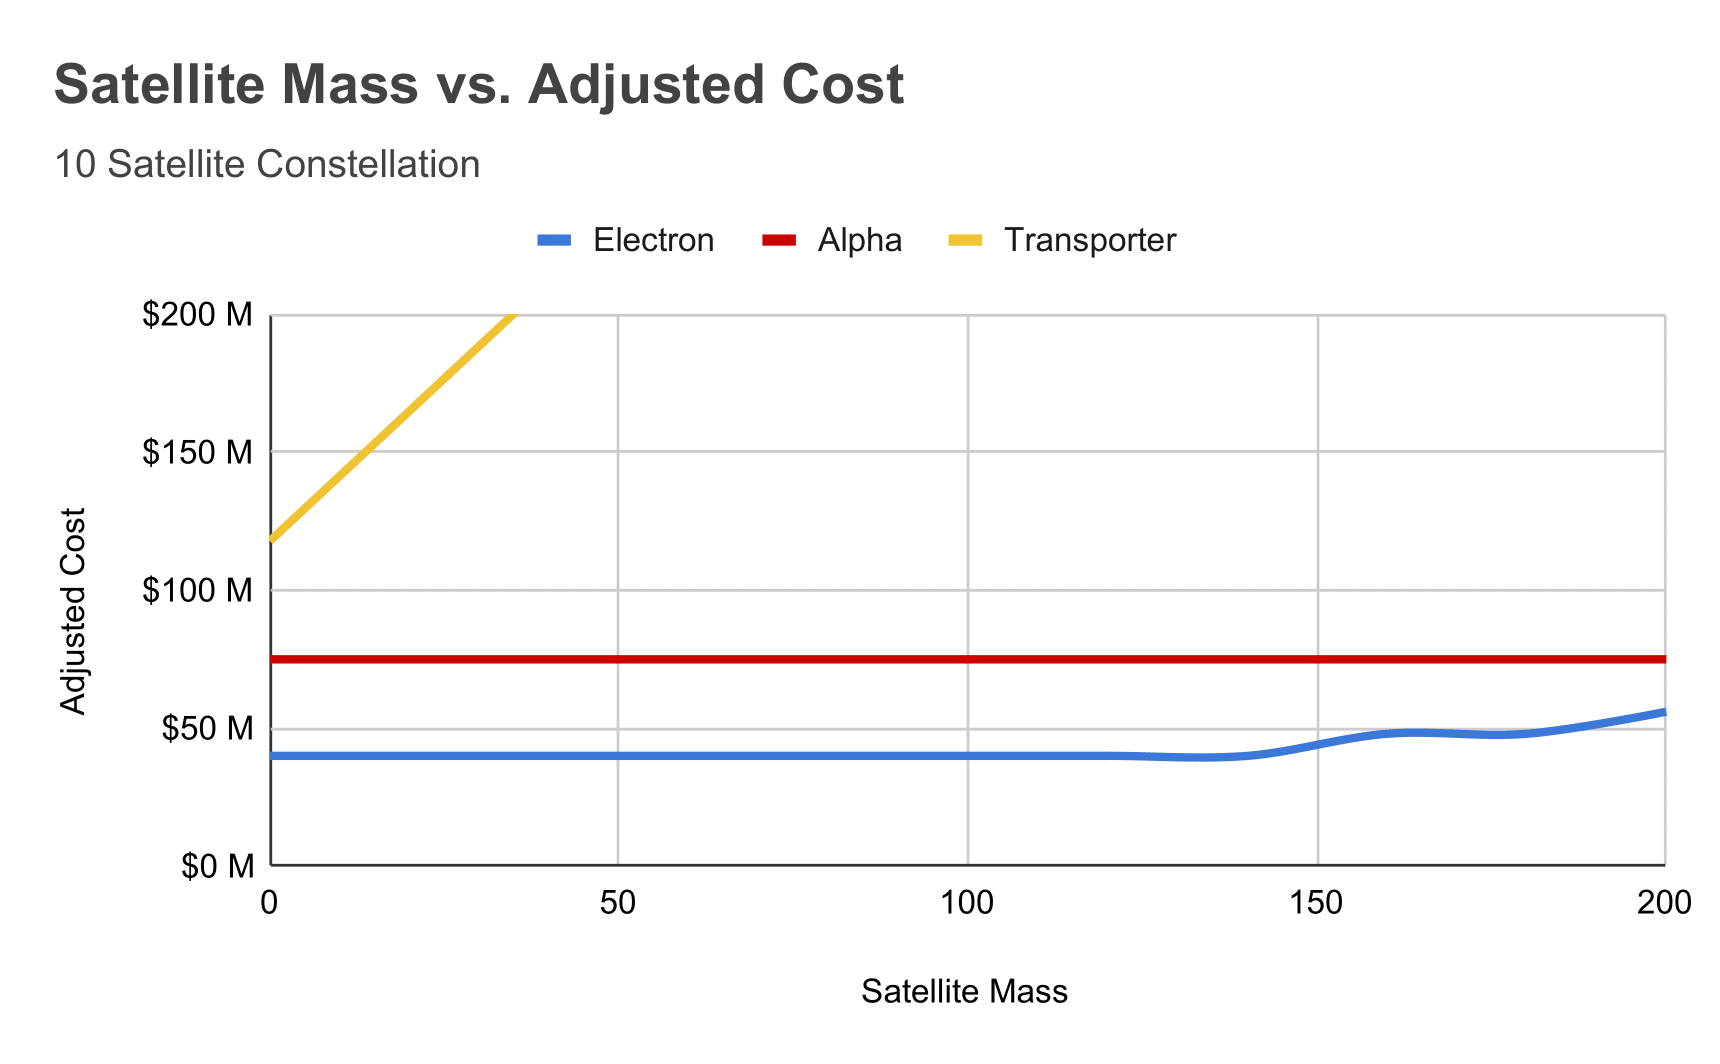 Satellite Mass vs. Adjusted Cost
10 Satellite Constellation
Electron Alpha Transporter
$200 M
$150 M
$100 M
$50 M
$0 M
Adjusted Cost
0 50 100 150 200
Satellite Mass